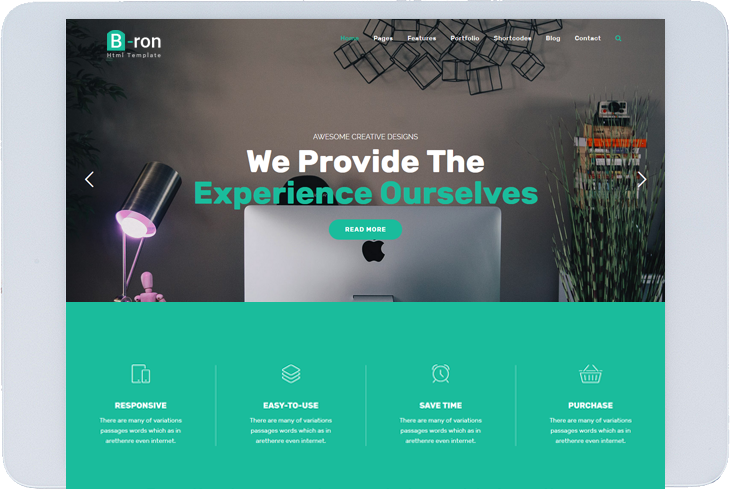 B-ron
Html Template
Home Pages Features Portfolio Shortcodes Blog Contact
AWESOME CREATIVE DESIGNS
We Provide The
Experience Ourselves
READ MORE
RESPONSIVE
There are many of variations
passages words which as in
arethenre even internet.
EASY-TO-USE
There are many of variations
passages words which as in
arethenre even internet.
SAVE TIME
There are many of variations
passages words which as in
arethenre even internet.
PURCHASE
There are many of variations
passages words which as in
arethenre even internet.